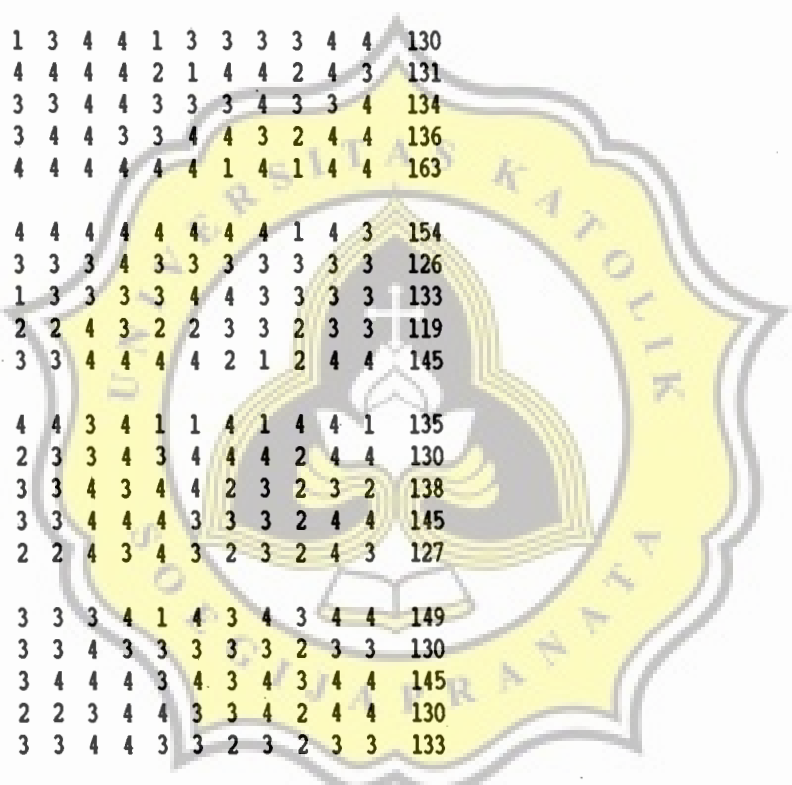 1 3 4 4 1 3 3 3 3 4 4 130
4 4 4 4 2 1 4 4 2 4 3 131
3 3 4 4 3 3 3 4 3 3 4 134
3 4 4 3 3 4 4 3 2 4 4 136
4 4 4 4 4 4 1 4 1 4 4 163
4 4 4 4 4 4 4 4 1 4 3 154
3 3 3 4 3 3 3 3 3 3 3 126
1 3 3 3 3 4 4 3 3 3 3 133
2 2 4 3 2 2 3 3 2 3 3 119
3 3 4 4 4 4 2 1 2 4 4 145
4 4 3 4 1 1 4 1 4 4 1 135
2 3 3 4 3 4 4 4 2 4 4 130
3 3 4 3 4 4 2 3 2 3 2 138
3 3 4 4 4 3 3 3 2 4 4 145
2 2 4 3 4 3 2 3 2 4 3 127
3 3 3 4 1 4 3 4 3 4 4 149
3 3 4 3 3 3 3 3 2 3 3 130
3 4 4 4 3 4 3 4 3 4 4 145
2 2 3 4 4 3 3 4 2 4 4 130
3 3 4 4 3 3 2 3 2 3 3 133
UNIVERSITAS KATOLIK
SOEGIJAPRANATA